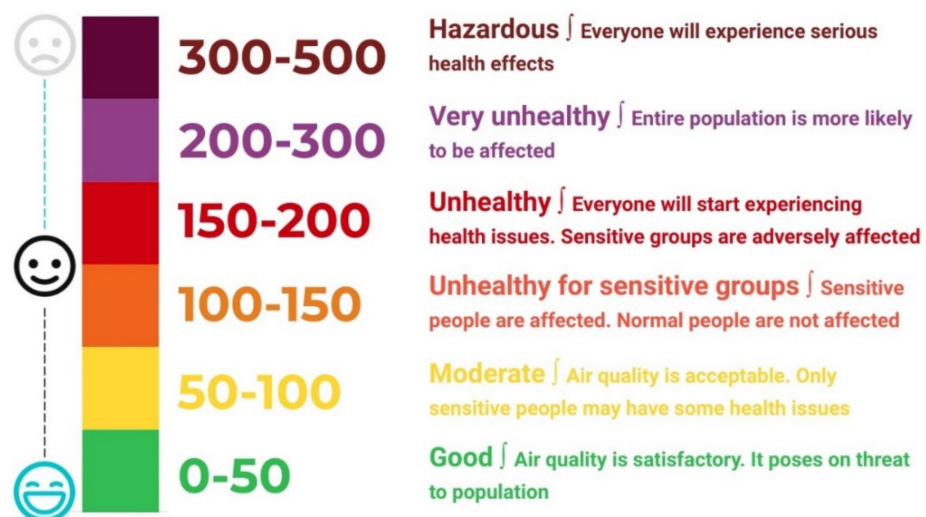 300-500
Hazardous ∫ Everyone will experience serious
health effects
200-300
Very unhealthy ∫ Entire population is more likely
to be affected
150-200
Unhealthy ∫ Everyone will start experiencing
health issues. Sensitive groups are adversely affected
100-150
Unhealthy for sensitive groups ∫ Sensitive
people are affected. Normal people are not affected
50-100
Moderate ∫ Air quality is acceptable. Only
sensitive people may have some health issues
0-50
Good ∫ Air quality is satisfactory. It poses on threat
to population